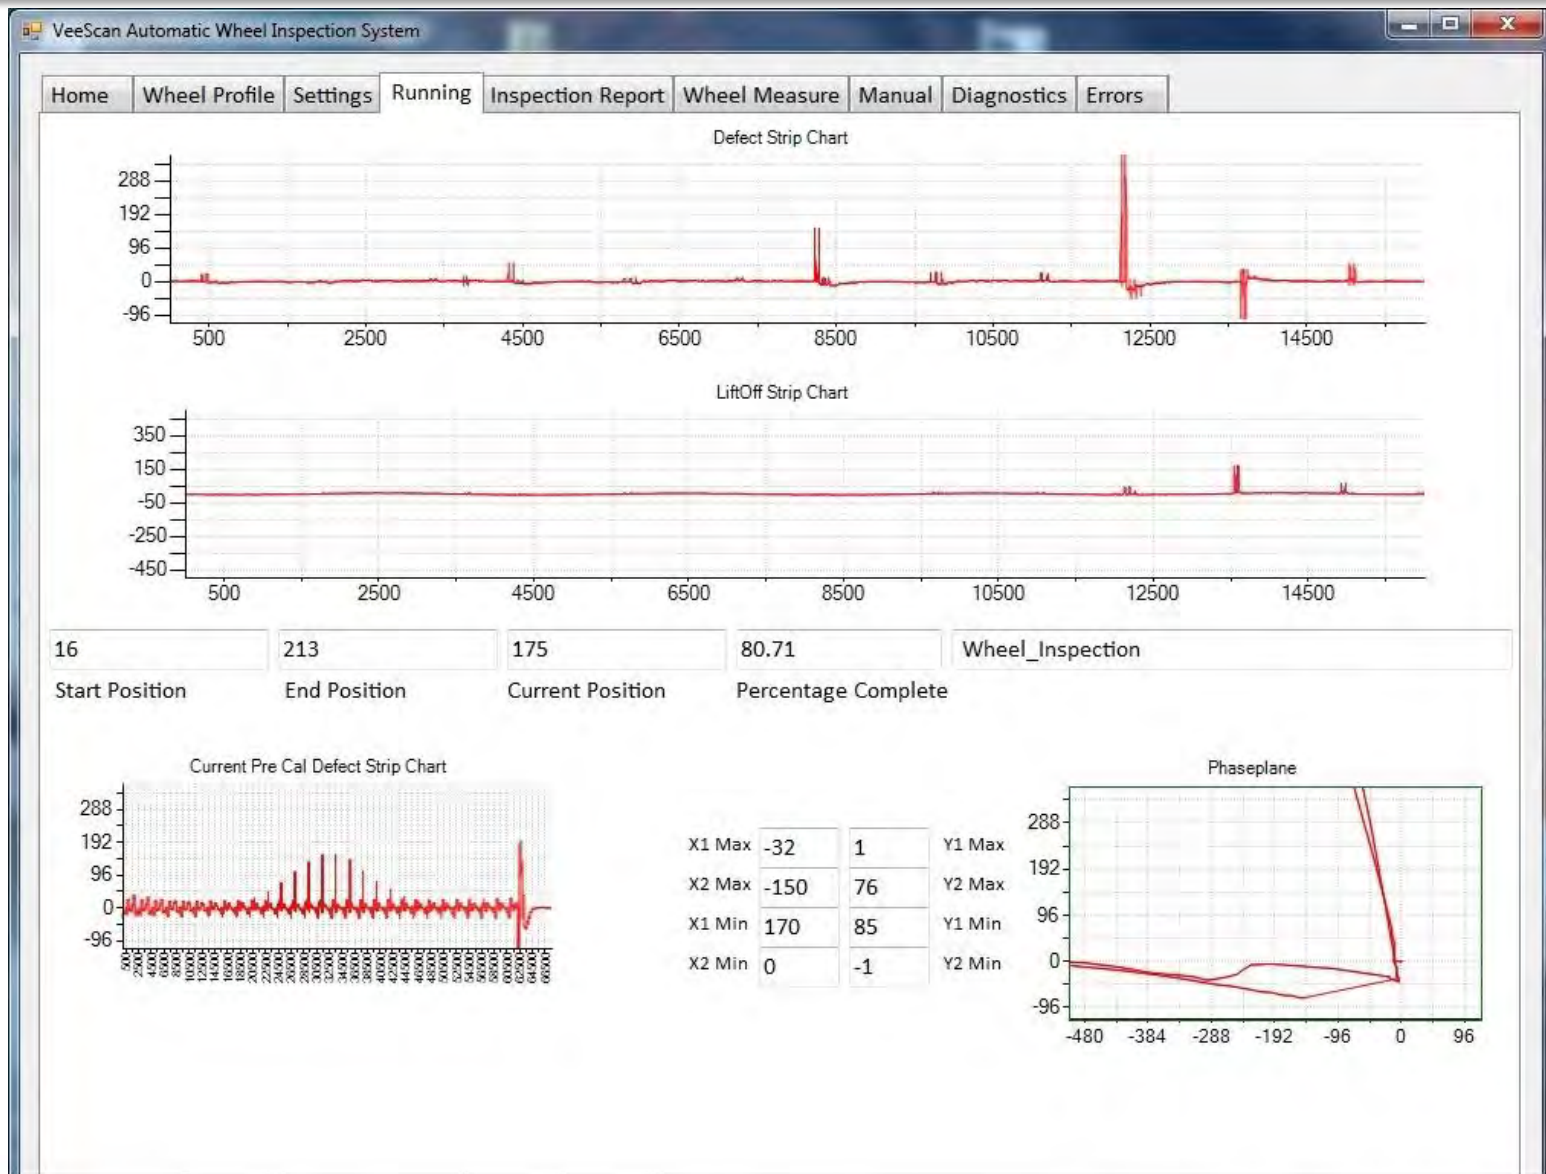 VeeScan Automatic Wheel Inspection System
Home Wheel Profile Settings Running Inspection Report Wheel Measure Manual Diagnostics Errors
Defect Strip Chart
288
192
96
0
-96
500 2500 4500 6500 8500 10500 12500 14500
LiftOff Strip Chart
350
150
-50
-250
-450
500 2500 4500 6500 8500 10500 12500 14500
16 213 175 80.71 Wheel_Inspection
Start Position End Position Current Position Percentage Complete
Current Pre Cal Defect Strip Chart
288
192
96
0
-96
X1 Max -32 1 Y1 Max
X2 Max -150 76 Y2 Max
X1 Min 170 85 Y1 Min
X2 Min 0 -1 Y2 Min
Phaseplane
288
192
96
0
-96
-480 -384 -288 -192 -96 0 96